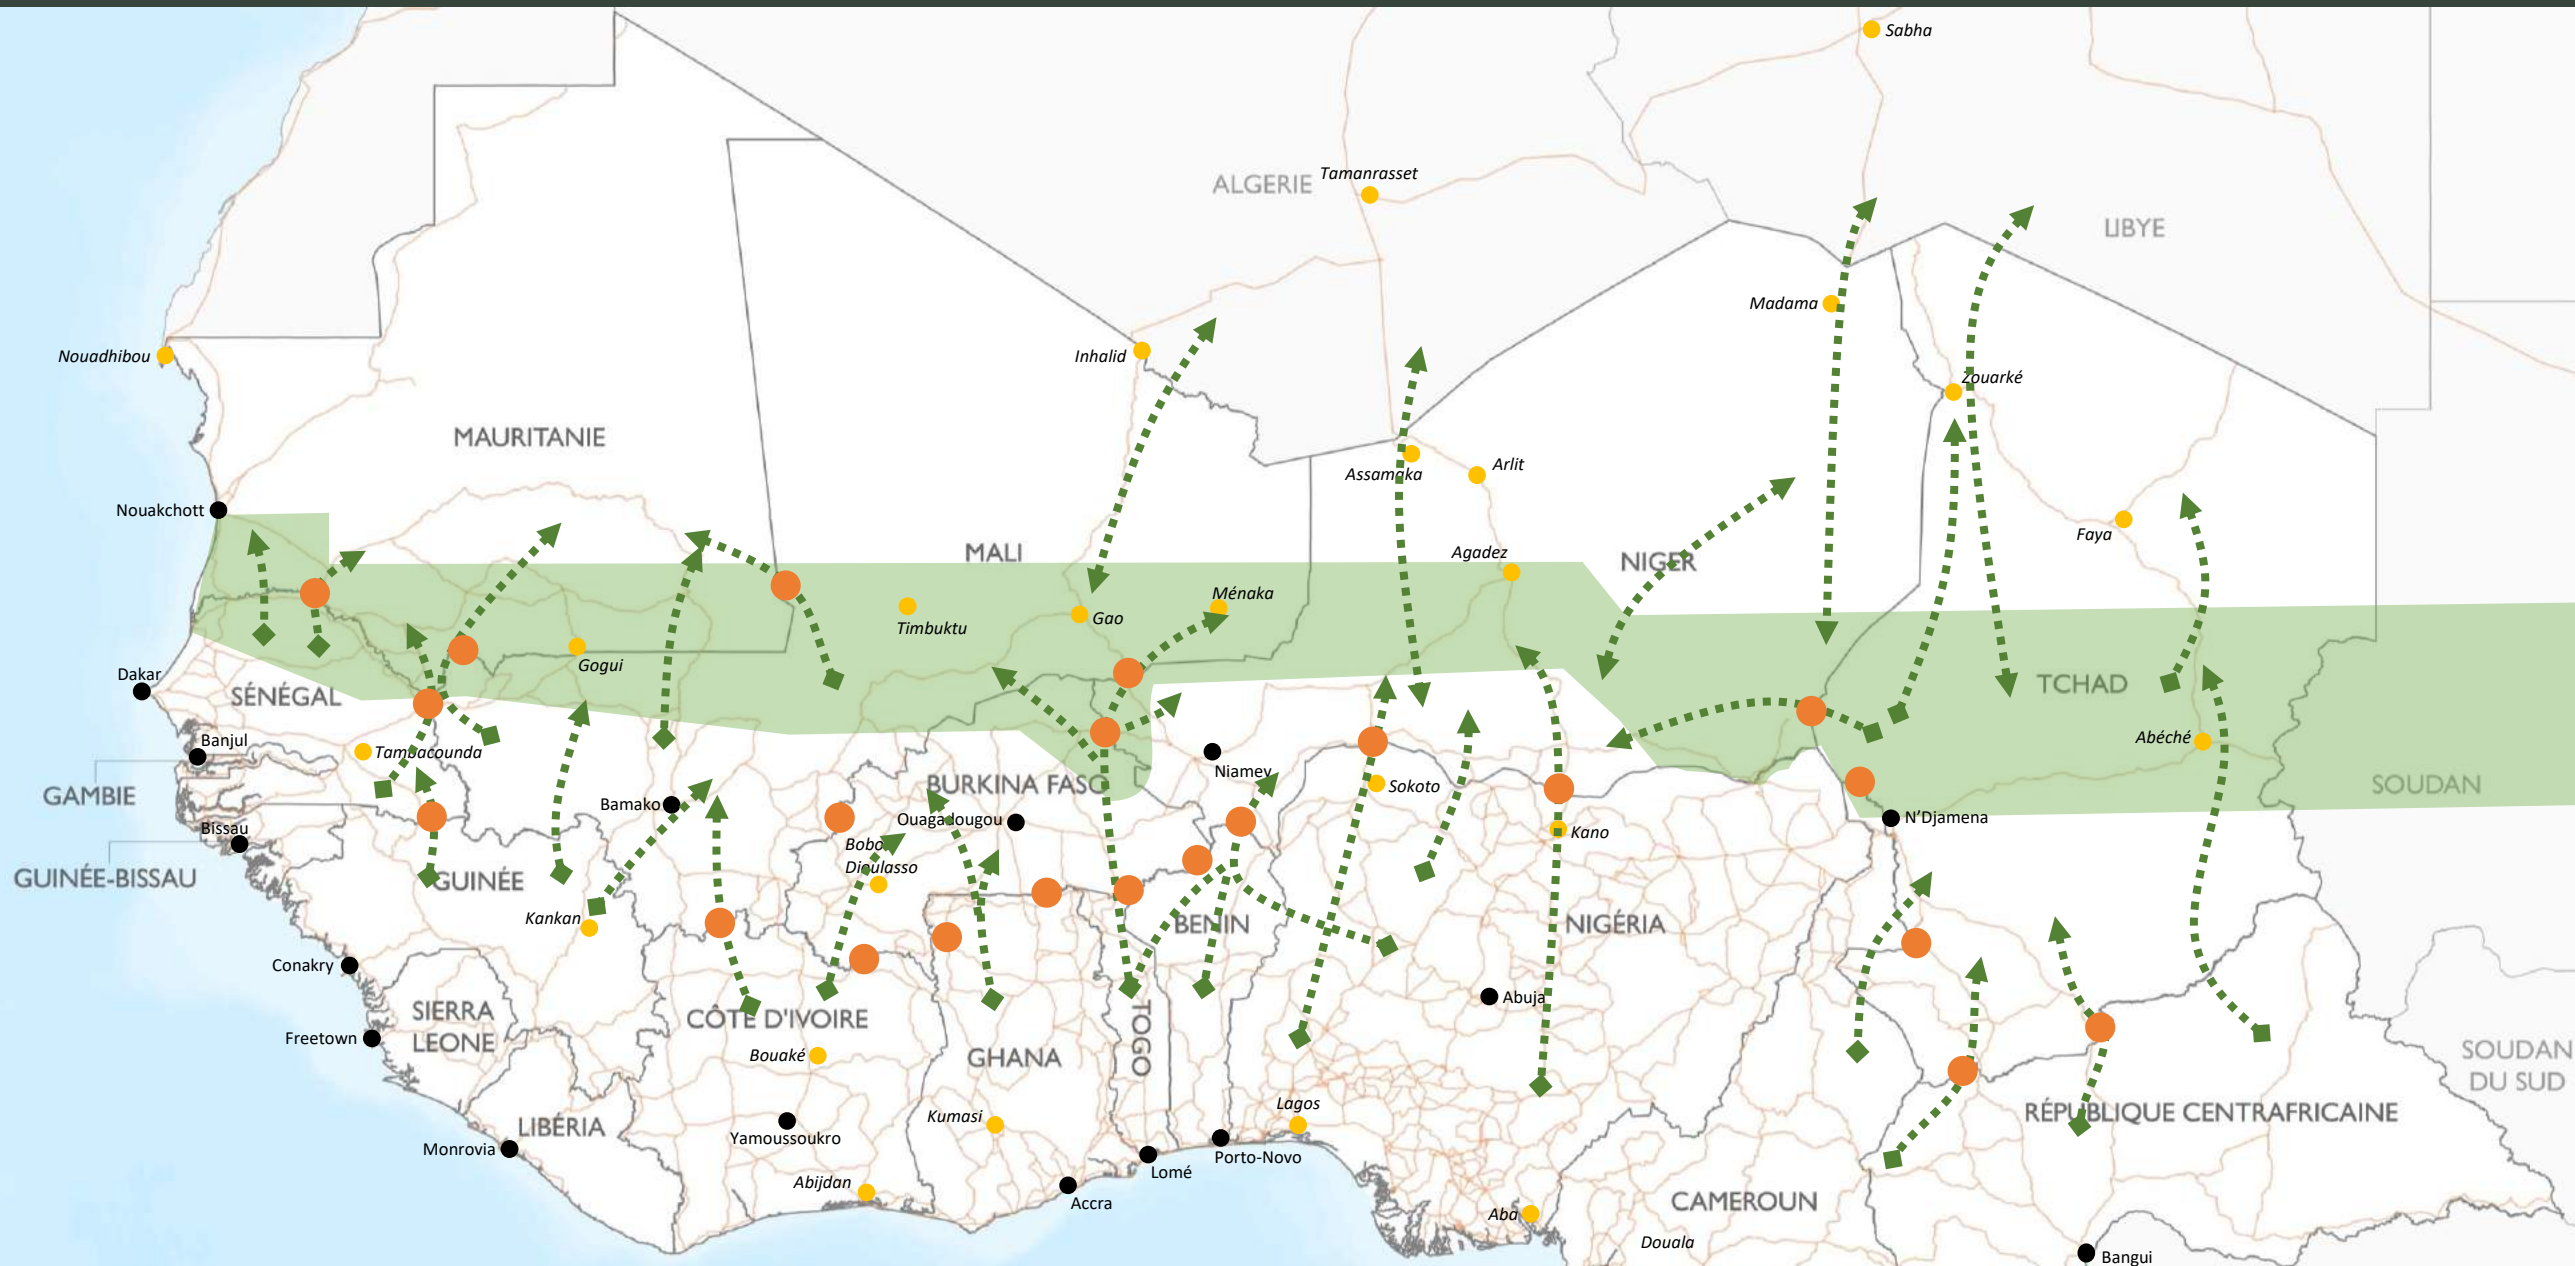 Sabha
Tamanrasset
ALGERIE
LIBYE
Madama
Nouadhibou
Inhalid
Zouarké
MAURITANIE
Arlit
Assamaka
Nouakchott
Faya
MALI
Agadez
NIGER
Ménaka
Gao
Timbuktu
Gogui
Dakar
SÉNÉGAL
TCHAD
Banjul
Tambacounda
Abéché
Niamey
GAMBIE
BURKINA FASO
Sokoto
SOUDAN
Bamako
Bissau
Ouagadougou
N'Djamena
Kano
Bobo
Dioulasso
GUINÉE-BISSAU
GUINÉE
Kankan
BENIN
NIGÉRIA
Conakry
Abuja
SIERRA
LEONE
CÔTE D'IVOIRE
Freetown
TOGO
Bouaké
GHANA
SOUDAN
DU SUD
Lagos
Kumasi
RÉPUBLIQUE CENTRAFRICAINE
LIBÉRIA
Yamoussoukro
Monrovia
Porto-Novo
Lomé
Abijdan
Accra
CAMEROUN
Aba
Douala
Bangui